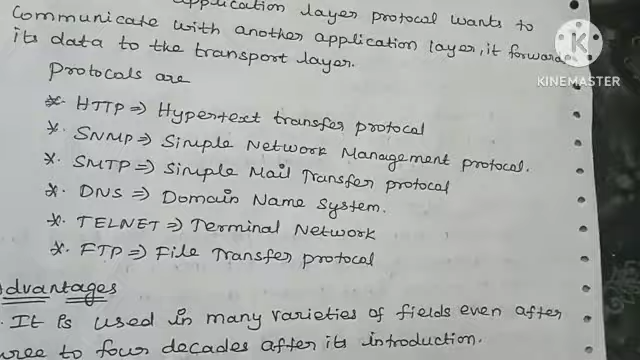 application layer protocal wants to
communicate with another application layer, it forwards
its data to the transport layer.
Protocals are
* HTTP => Hypertext transfer protocal
* SNMP => Simple Network Management protocal.
* SMTP => Simple Mail Transfer protocal
* DNS => Domain Name System.
* TELNET => Terminal Network
* FTP => File Transfer protocal
Advantages
It is used in many varieties of fields even after
to four decades after its introduction.
K
KINEMASTER